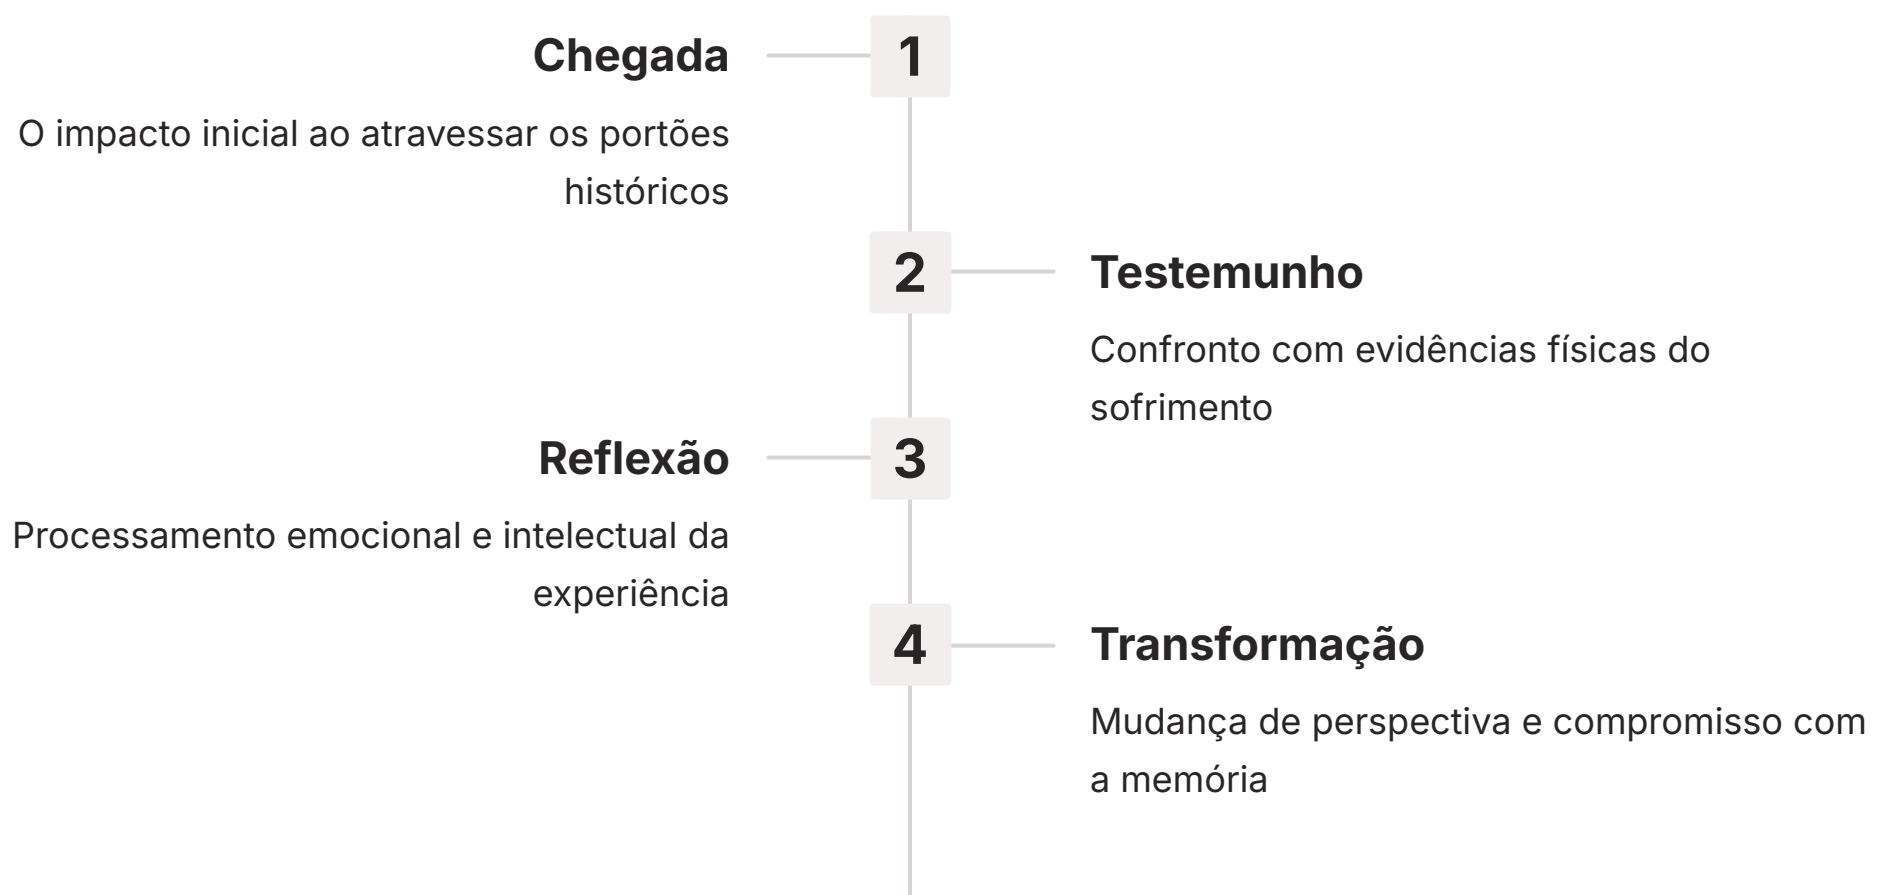 Chegada
1
O impacto inicial ao atravessar os portões
históricos
2
Testemunho
Confronto com evidências físicas do
sofrimento
Reflexão
3
Processamento emocional e intelectual da
experiência
4
Transformação
Mudança de perspectiva e compromisso com
a memória